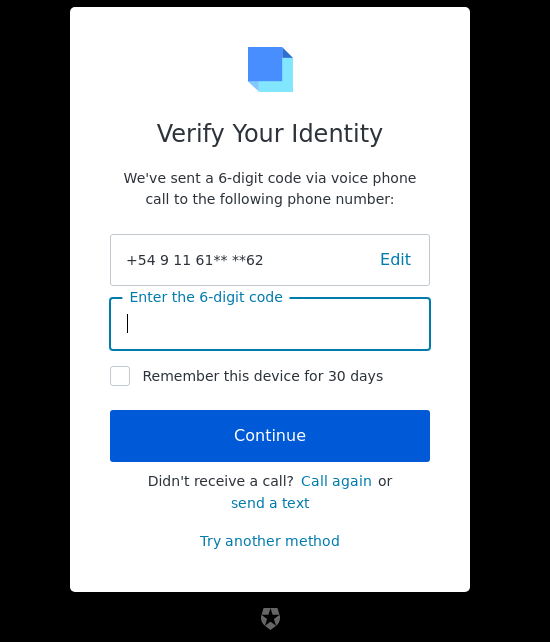 Verify Your Identity
We've sent a 6-digit code via voice phone
call to the following phone number:
+54 9 11 61** **62 Edit
Enter the 6-digit code
Remember this device for 30 days
Continue
Didn't receive a call? Call again or
send a text
Try another method